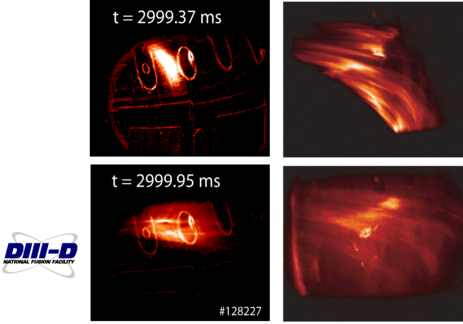 t = 2999.37 ms
t = 2999.95 ms
DIII-D
NATIONAL FUSION FACILITY
#128227